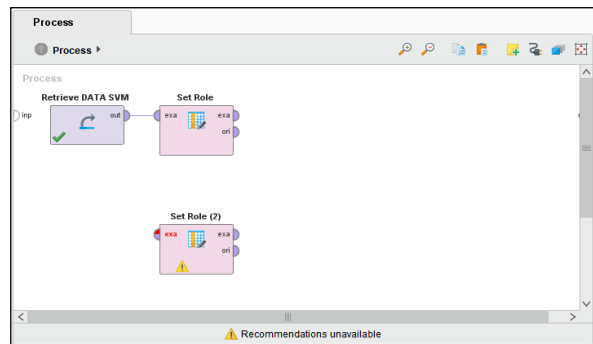 Process
Process
Process
Retrieve DATA SVM
Set Role
inp
out
exa
exa
ori
Set Role (2)
exa
exa
ori
Recommendations unavailable